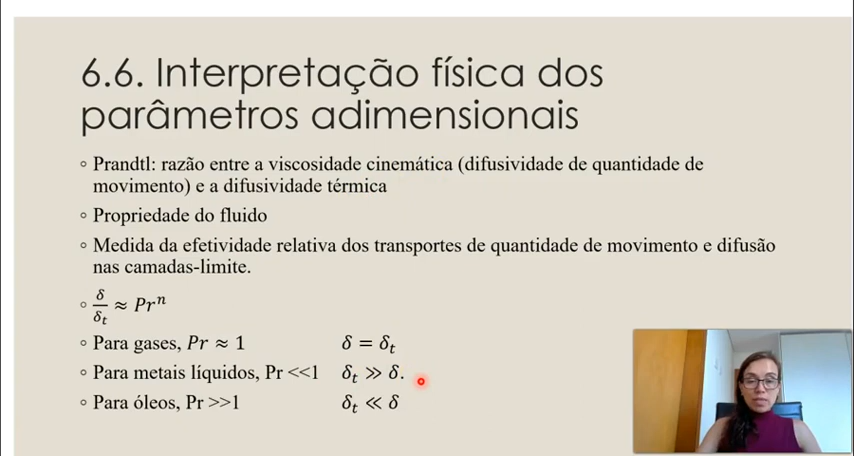 6.6. Interpretação física dos
parâmetros adimensionais
◦ Prandtl: razão entre a viscosidade cinemática (difusividade de quantidade de
movimento) e a difusividade térmica
◦ Propriedade do fluido
◦ Medida da efetividade relativa dos transportes de quantidade de movimento e difusão
nas camadas-limite.
◦ δ/δₜ ≈ Prⁿ
◦ Para gases, Pr ≈ 1 δ = δₜ
◦ Para metais líquidos, Pr <<1 δₜ ≫ δ.
◦ Para óleos, Pr >>1 δₜ ≪ δ